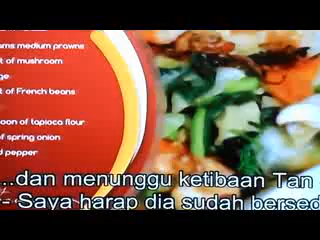 ams medium prawns
t of mushroom
ge
t of French beans
poon of tapioca flour
of spring onion
d pepper
...dan menunggu ketibaan Tan
- Saya harap dia sudah bersed